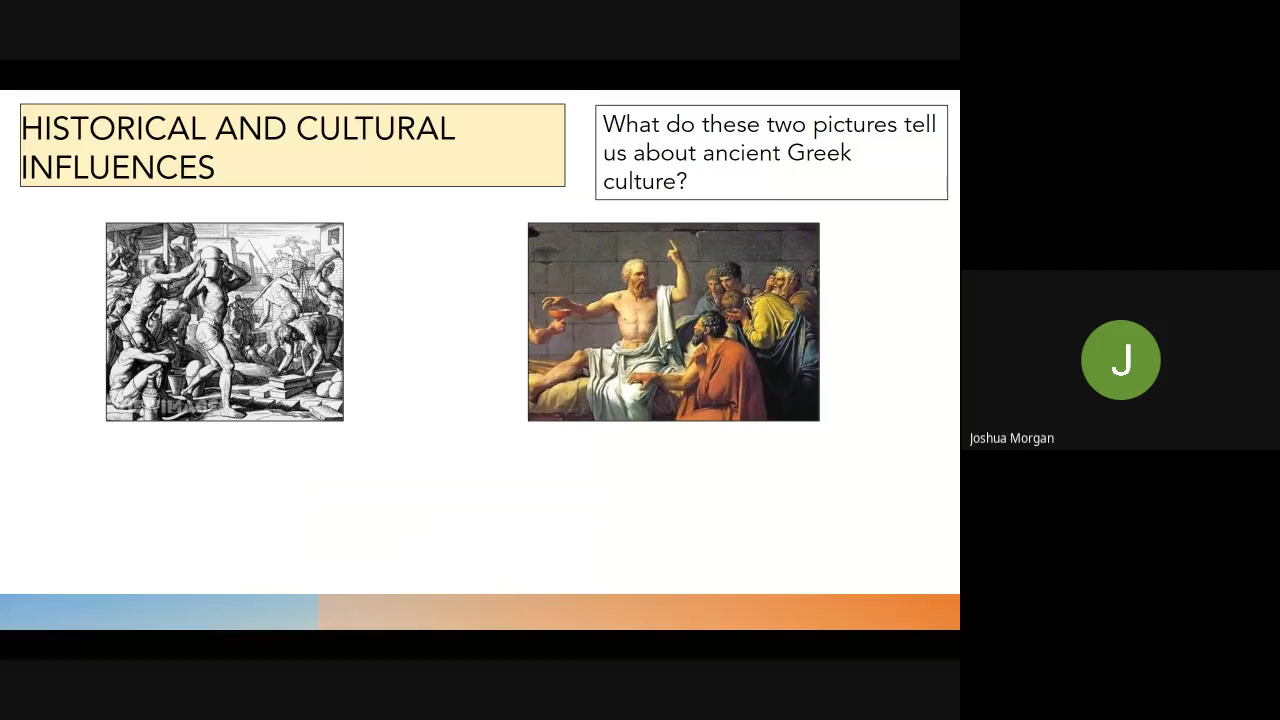 HISTORICAL AND CULTURAL
INFLUENCES
What do these two pictures tell
us about ancient Greek
culture?
J
Joshua Morgan